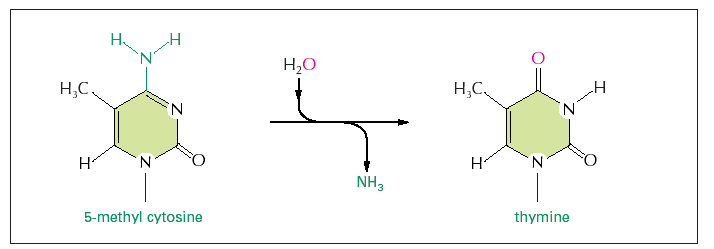 H H
N
H₃C
N
H N O
5-methyl cytosine
H₂O
NH₃
O
H₃C H
N
H N O
thymine